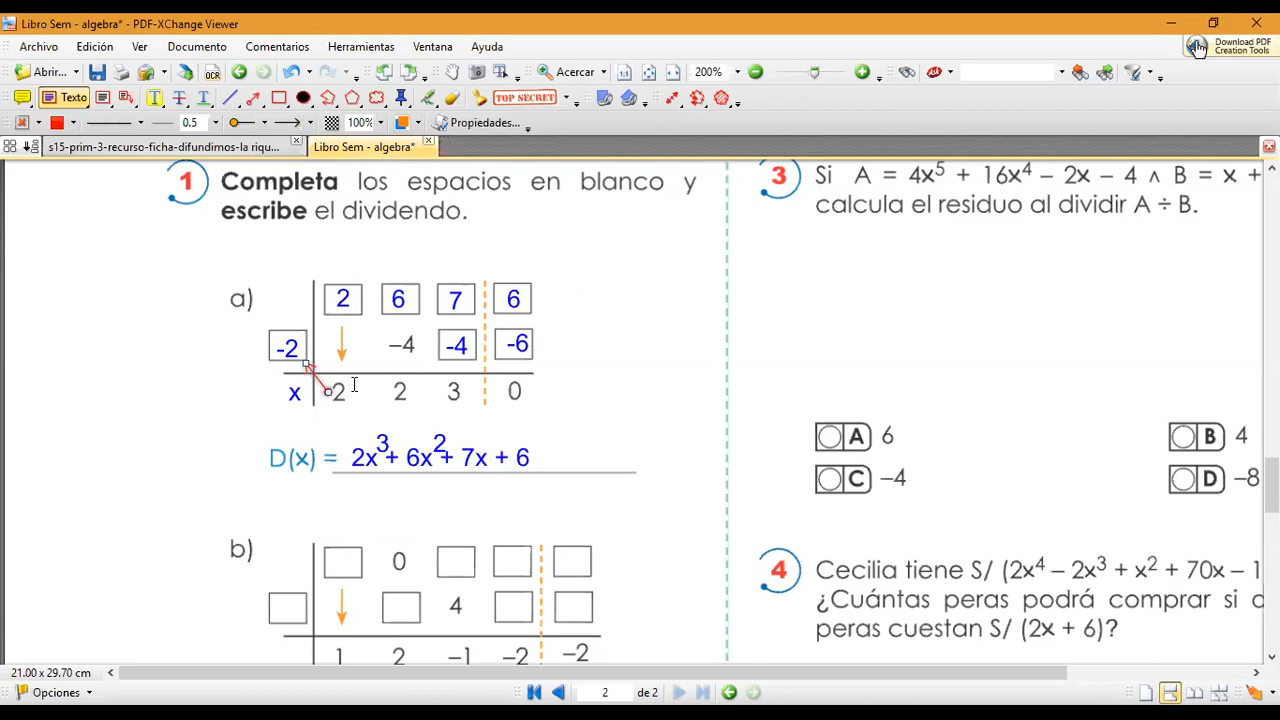 Libro Sem - algebra* - PDF-XChange Viewer
Archivo Edición Ver Documento Comentarios Herramientas Ventana Ayuda
Download PDF
Creation Tools
Abrir... OCR Acercar 200%
Texto TOP SECRET
0.5 100% Propiedades...
s15-prim-3-recurso-ficha-difundimos-la riqu... Libro Sem - algebra*
1 Completa los espacios en blanco y
escribe el dividendo.
a)
2 6 7 6
-2 –4 -4 -6
x 2 2 3 0
D(x) = 2x³ + 6x² + 7x + 6
b)
0
4
1 2 –1 –2 –2
3 Si A = 4x⁵ + 16x⁴ – 2x – 4 ∧ B = x +
calcula el residuo al dividir A ÷ B.
A 6 B 4
C –4 D –8
4 Cecilia tiene S/ (2x⁴ – 2x³ + x² + 70x – 1
¿Cuántas peras podrá comprar si
peras cuestan S/ (2x + 6)?
21.00 x 29.70 cm
Opciones 2 de 2